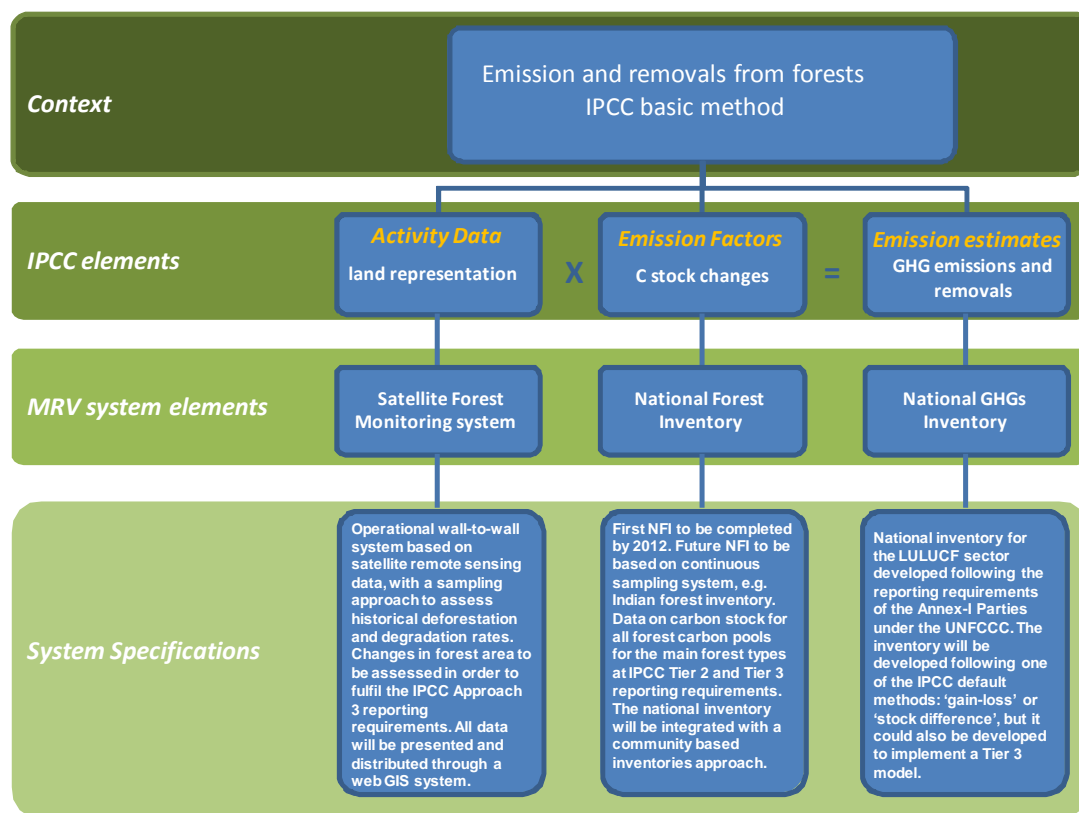 Context
Emission and removals from forests
IPCC basic method
IPCC elements
Activity Data
land representation
X
Emission Factors
C stock changes
=
Emission estimates
GHG emissions and
removals
MRV system elements
Satellite Forest
Monitoring system
National Forest
Inventory
National GHGs
Inventory
System Specifications
Operational wall-to-wall
system based on
satellite remote sensing
data, with a sampling
approach to assess
historical deforestation
and degradation rates.
Changes in forest area to
be assessed in order to
fulfil the IPCC Approach
3 reporting
requirements. All data
will be presented and
distributed through a
web GIS system.
First NFI to be completed
by 2012. Future NFI to be
based on continuous
sampling system, e.g.
Indian forest inventory.
Data on carbon stock for
all forest carbon pools
for the main forest types
at IPCC Tier 2 and Tier 3
reporting requirements.
The national inventory
will be integrated with a
community based
inventories approach.
National inventory for
the LULUCF sector
developed following the
reporting requirements
of the Annex-I Parties
under the UNFCCC. The
inventory will be
developed following one
of the IPCC default
methods: ‘gain-loss’ or
‘stock difference’, but it
could also be developed
to implement a Tier 3
model.